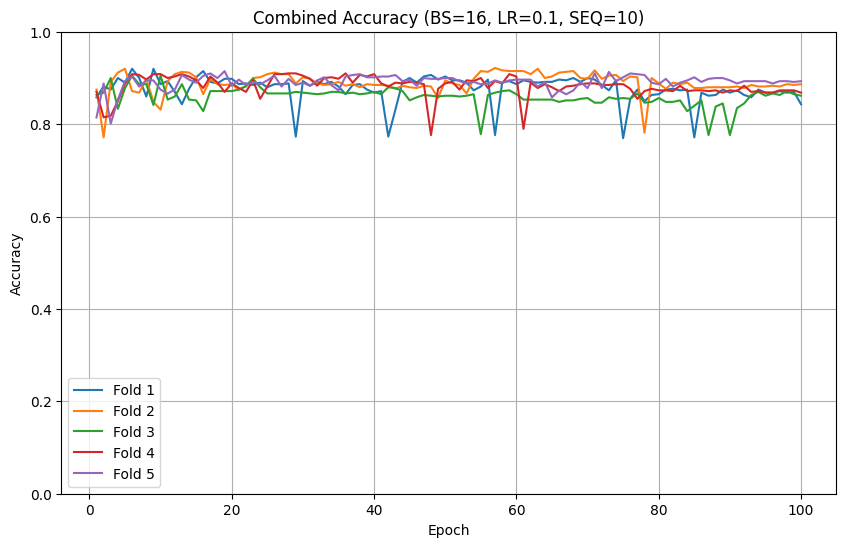 Combined Accuracy (BS=16, LR=0.1, SEQ=10)
1.0
0.8
0.6
0.4
0.2
0.0
Accuracy
Fold 1
Fold 2
Fold 3
Fold 4
Fold 5
0 20 40 60 80 100
Epoch